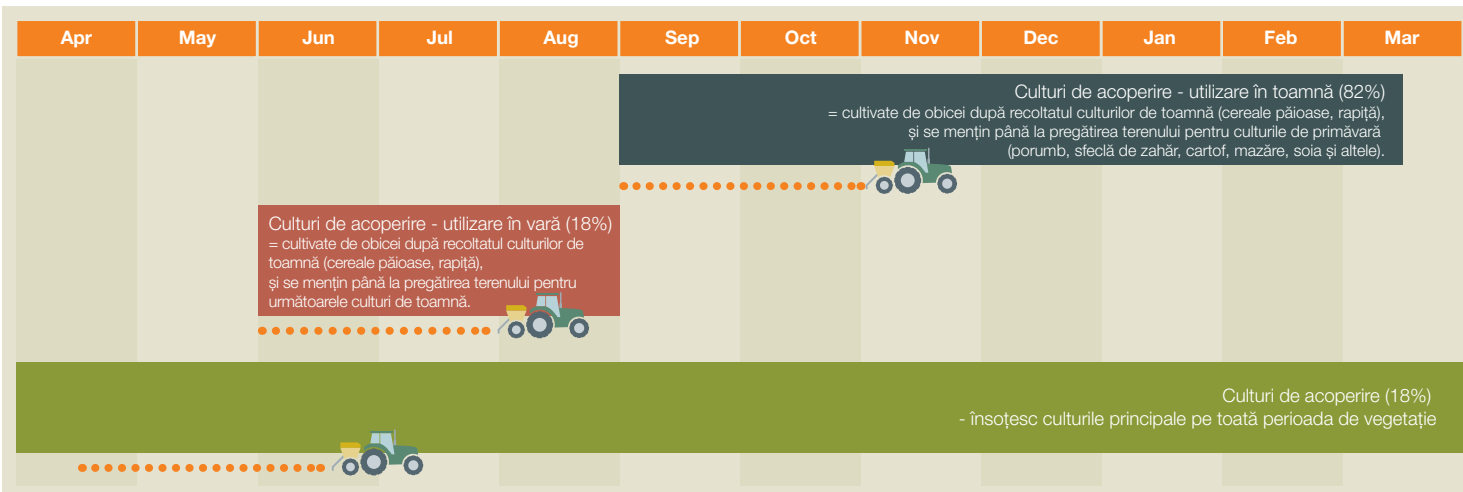 Apr May Jun Jul Aug Sep Oct Nov Dec Jan Feb Mar
Culturi de acoperire - utilizare în toamnă (82%)
= cultivate de obicei după recoltatul culturilor de toamnă (cereale păioase, rapiță),
și se mențin până la pregătirea terenului pentru culturile de primăvară
(porumb, sfeclă de zahăr, cartof, mazăre, soia și altele).
Culturi de acoperire - utilizare în vară (18%)
= cultivate de obicei după recoltatul culturilor de
toamnă (cereale păioase, rapiță),
și se mențin până la pregătirea terenului pentru
următoarele culturi de toamnă.
Culturi de acoperire (18%)
- însoțesc culturile principale pe toată perioada de vegetație